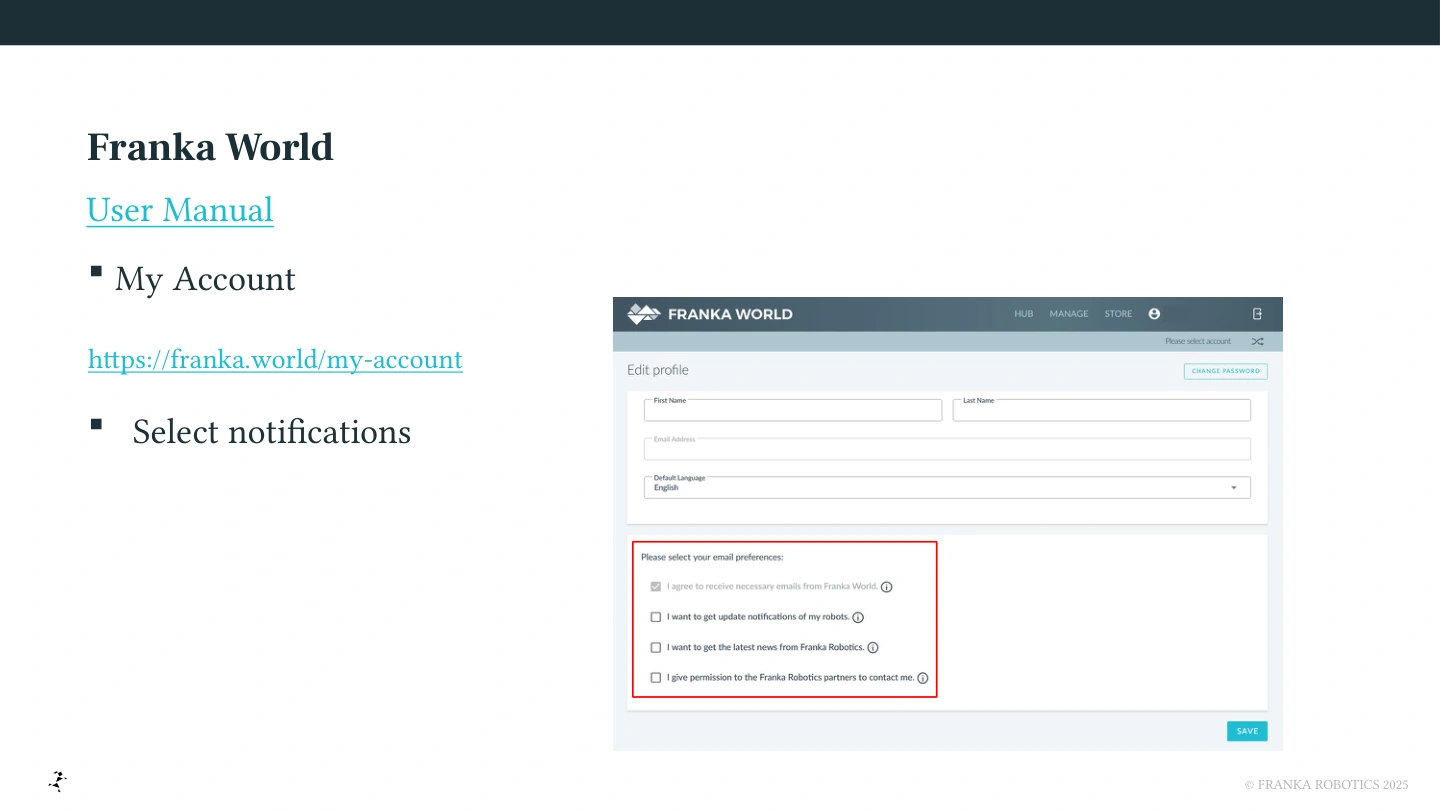 Franka World
User Manual
My Account
https://franka.world/my-account
Select notifications
FRANKA WORLD
HUB MANAGE STORE
Please select account
Edit profile
CHANGE PASSWORD
First Name
Last Name
Email Address
Default Language
English
Please select your email preferences:
I agree to receive necessary emails from Franka World.
I want to get update notifications of my robots.
I want to get the latest news from Franka Robotics.
I give permission to the Franka Robotics partners to contact me.
SAVE
© FRANKA ROBOTICS 2025